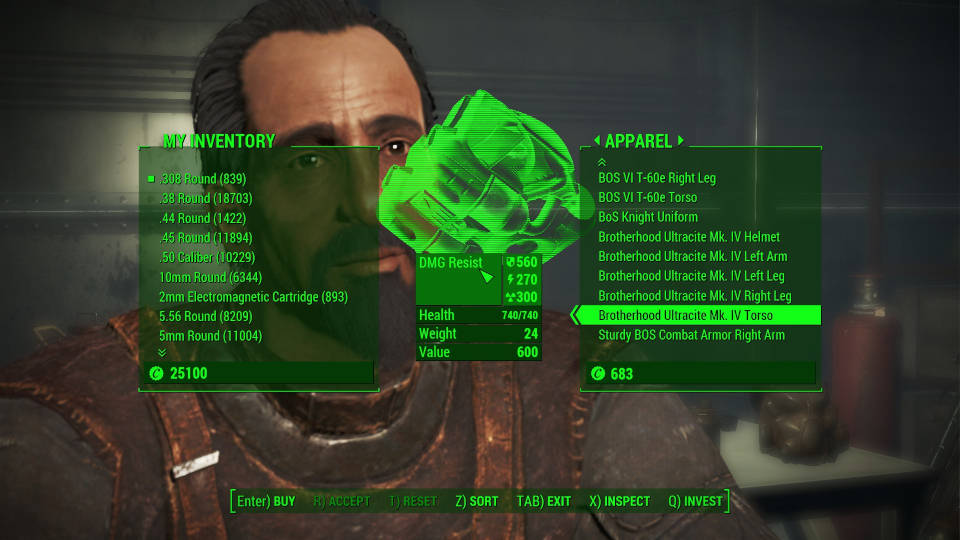 MY INVENTORY
.308 Round (839)
.38 Round (18703)
.44 Round (1422)
.45 Round (11894)
.50 Caliber (10229)
10mm Round (6344)
2mm Electromagnetic Cartridge (893)
5.56 Round (8209)
5mm Round (11004)
25100
DMG Resist 560
270
300
Health 740/740
Weight 24
Value 600
APPAREL
BOS VI T-60e Right Leg
BOS VI T-60e Torso
BoS Knight Uniform
Brotherhood Ultracite Mk. IV Helmet
Brotherhood Ultracite Mk. IV Left Arm
Brotherhood Ultracite Mk. IV Left Leg
Brotherhood Ultracite Mk. IV Right Leg
Brotherhood Ultracite Mk. IV Torso
Sturdy BOS Combat Armor Right Arm
683
Enter) BUY R) ACCEPT T) RESET Z) SORT TAB) EXIT X) INSPECT Q) INVEST